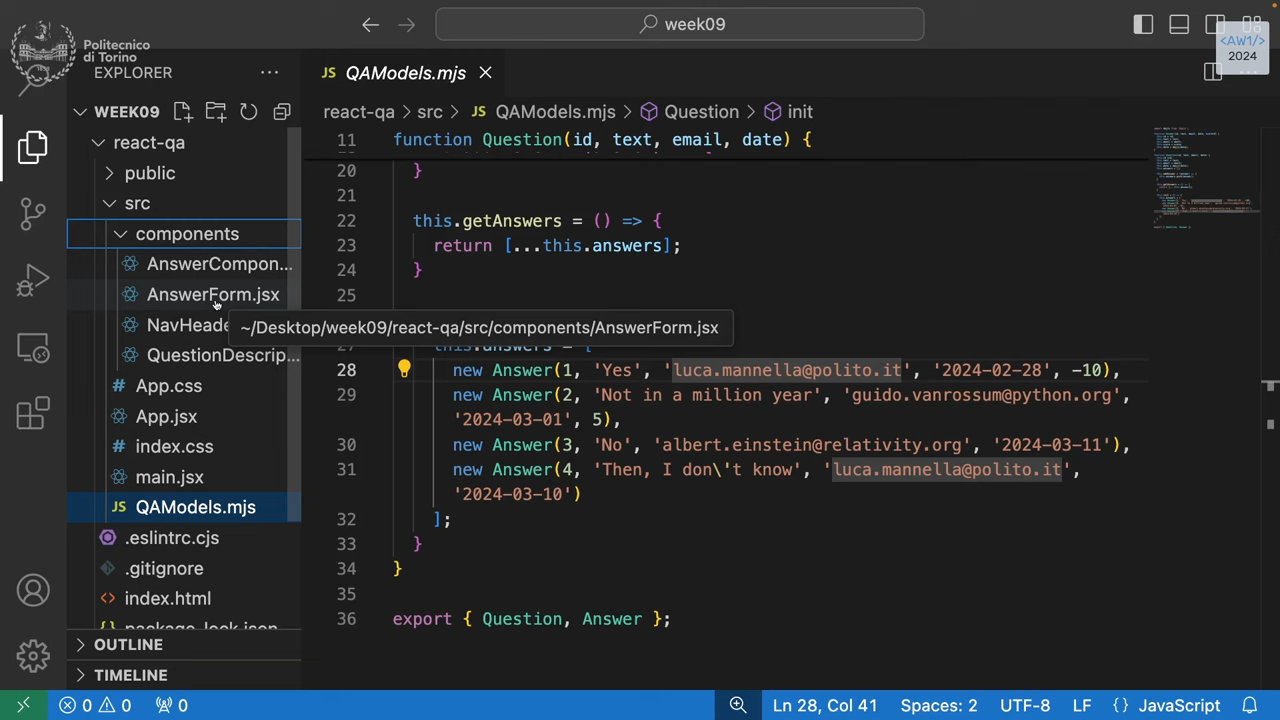 Politecnico
di Torino
week09
<AW1/>
2024
EXPLORER
JS QAModels.mjs
WEEK09
react-qa > src > JS QAModels.mjs > Question > init
react-qa
public
src
components
AnswerCompon...
AnswerForm.jsx
NavHeade
QuestionDescrip...
App.css
App.jsx
index.css
main.jsx
JS QAModels.mjs
.eslintrc.cjs
.gitignore
index.html
OUTLINE
TIMELINE
~/Desktop/week09/react-qa/src/components/AnswerForm.jsx
11 function Question(id, text, email, date) {
20 }
21
22 this.getAnswers = () => {
23 return [...this.answers];
24 }
25
28 new Answer(1, 'Yes', 'luca.mannella@polito.it', '2024-02-28', -10),
29 new Answer(2, 'Not in a million year', 'guido.vanrossum@python.org',
'2024-03-01', 5),
30 new Answer(3, 'No', 'albert.einstein@relativity.org', '2024-03-11'),
31 new Answer(4, 'Then, I don\'t know', 'luca.mannella@polito.it',
'2024-03-10')
32 ];
33 }
34 }
35
36 export { Question, Answer };
0 0 0
Ln 28, Col 41 Spaces: 2 UTF-8 LF {} JavaScript